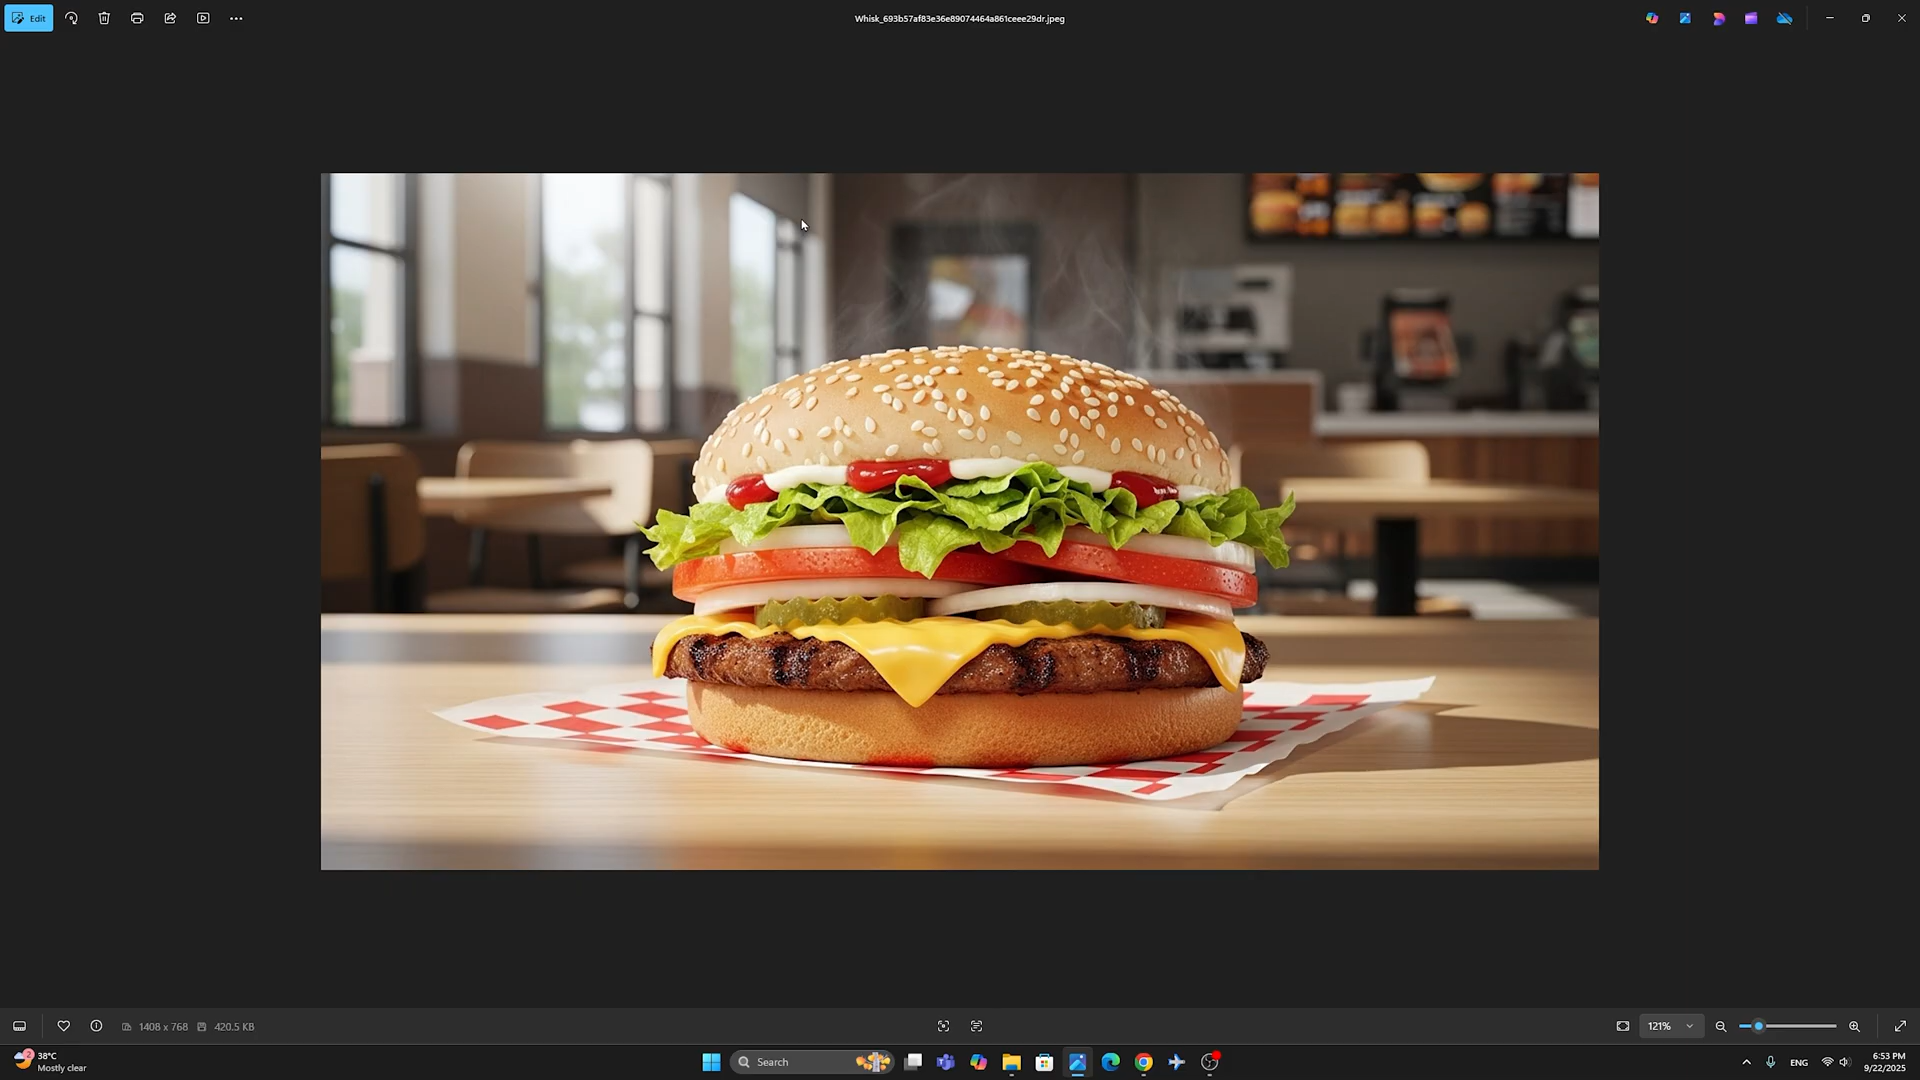 Edit
Whisk_693b57af83e36e89074464a861ceee29dr.jpeg
1408 x 768
420.5 KB
121%
2
38°C
Mostly clear
Search
ENG
6:53 PM
9/22/2025